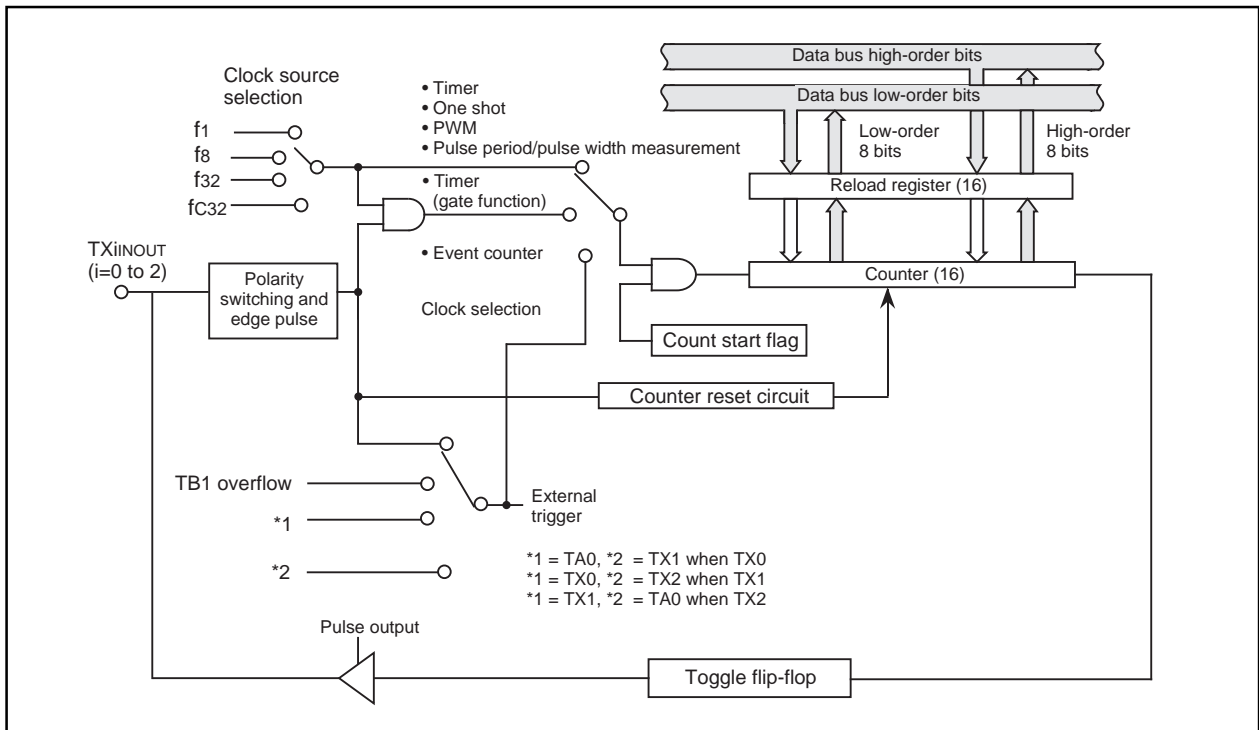 Data bus high-order bits
Data bus low-order bits
Clock source
selection
• Timer
• One shot
• PWM
• Pulse period/pulse width measurement
Low-order
8 bits
High-order
8 bits
f1
f8
f32
fC32
• Timer
(gate function)
Reload register (16)
TXiINOUT
(i=0 to 2)
Polarity
switching and
edge pulse
• Event counter
Counter (16)
Clock selection
Count start flag
Counter reset circuit
TB1 overflow
*1
*2
External
trigger
*1 = TA0, *2 = TX1 when TX0
*1 = TX0, *2 = TX2 when TX1
*1 = TX1, *2 = TA0 when TX2
Pulse output
Toggle flip-flop